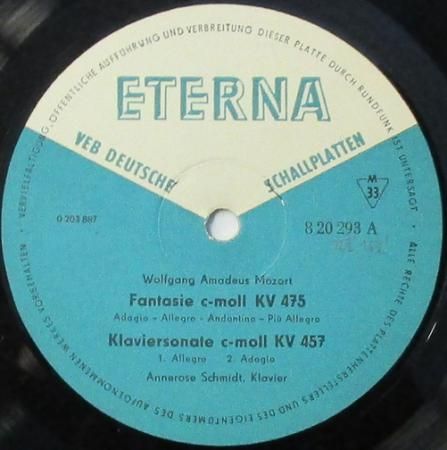 VERVIELFÄLTIGUNG, ÖFFENTLICHE AUFFÜHRUNG UND VERBREITUNG DIESER PLATTE DURCH RUNDFUNK IST UNTERSAGT · ALLE RECHTE DES PLATTENHERSTELLERS UND DES EIGENTÜMERS DES AUFGENOMMENEN WERKES VORBEHALTEN ·
ETERNA
VEB DEUTSCHE SCHALLPLATTEN
M
33
0 203 887
8 20 293 A
Wolfgang Amadeus Mozart
Fantasie c-moll KV 475
Adagio - Allegro - Andantino - Più Allegro
Klaviersonate c-moll KV 457
1. Allegro 2. Adagio
Annerose Schmidt, Klavier